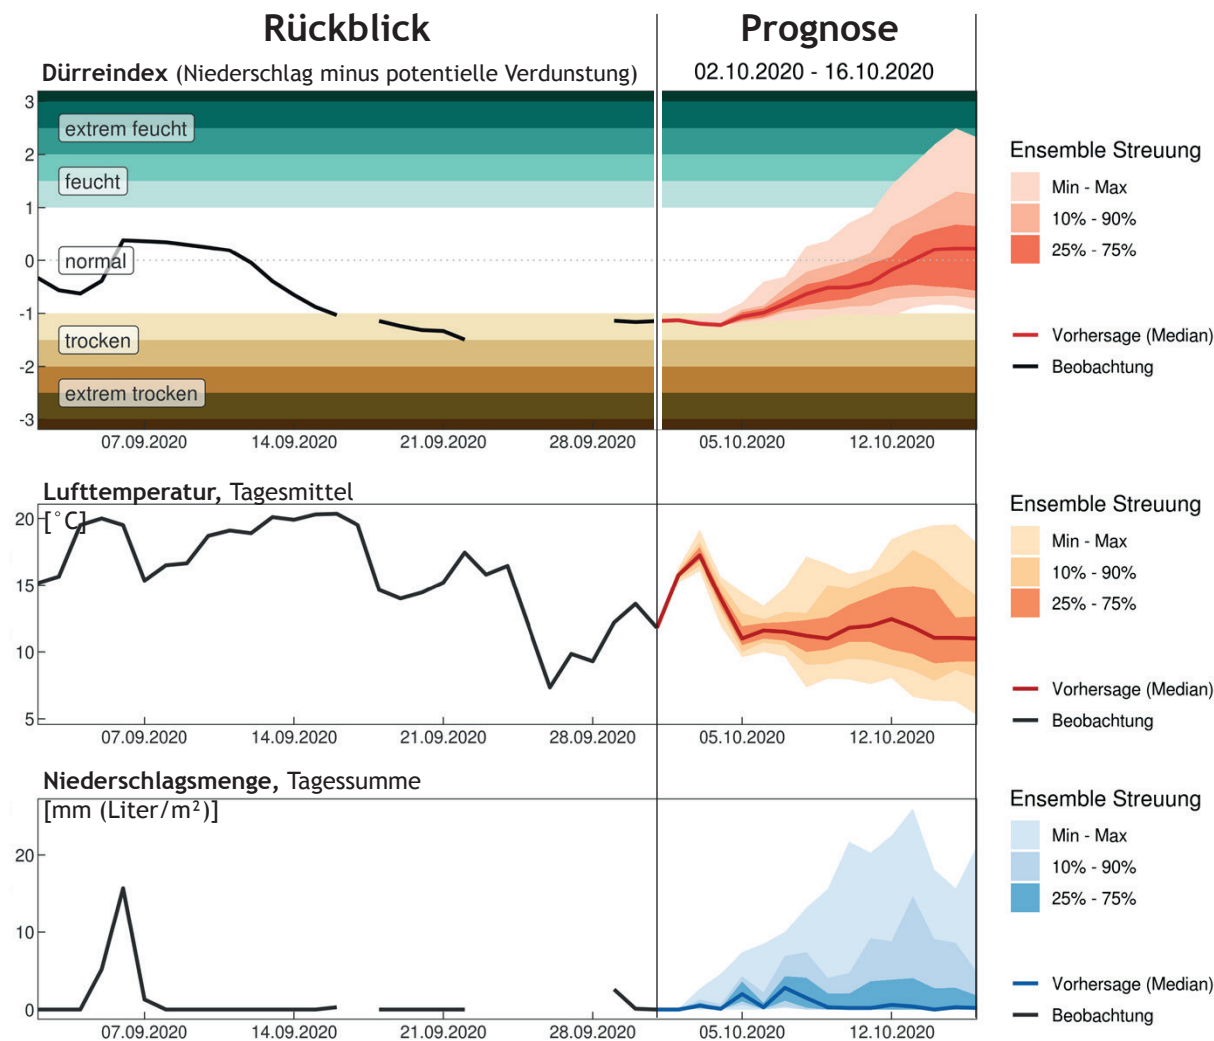 Rückblick
Prognose
Dürreindex (Niederschlag minus potentielle Verdunstung)
02.10.2020 - 16.10.2020
3
2
1
0
-1
-2
-3
extrem feucht
feucht
normal
trocken
extrem trocken
07.09.2020
14.09.2020
21.09.2020
28.09.2020
05.10.2020
12.10.2020
Ensemble Streuung
Min - Max
10% - 90%
25% - 75%
Vorhersage (Median)
Beobachtung
Lufttemperatur, Tagesmittel
[°C]
20
15
10
5
07.09.2020
14.09.2020
21.09.2020
28.09.2020
05.10.2020
12.10.2020
Ensemble Streuung
Min - Max
10% - 90%
25% - 75%
Vorhersage (Median)
Beobachtung
Niederschlagsmenge, Tagessumme
[mm (Liter/m²)]
20
10
0
07.09.2020
14.09.2020
21.09.2020
28.09.2020
05.10.2020
12.10.2020
Ensemble Streuung
Min - Max
10% - 90%
25% - 75%
Vorhersage (Median)
Beobachtung